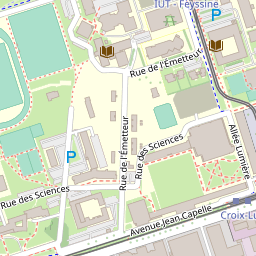 IUT - Feyssine
P
Rue de l'Émetteur
Rue des Sciences
Allée Lumière
Rue de l'Émetteur
P
Rue des Sciences
Avenue Jean Capelle
Croix-Lu